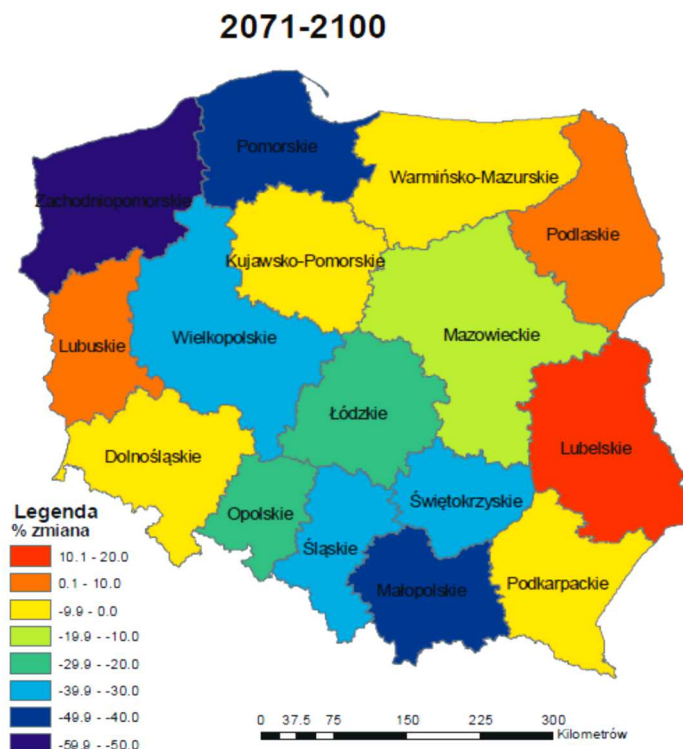 2071-2100
Pomorskie
Warmińsko-Mazurskie
Zachodniopomorskie
Podlaskie
Kujawsko-Pomorskie
Wielkopolskie
Mazowieckie
Lubuskie
Łódzkie
Lubelskie
Dolnośląskie
Świętokrzyskie
Opolskie
Śląskie
Podkarpackie
Małopolskie
Legenda
% zmiana
10.1 - 20.0
0.1 - 10.0
-9.9 - 0.0
-19.9 - -10.0
-29.9 - -20.0
-39.9 - -30.0
-49.9 - -40.0
-59.9 - -50.0
0 37.5 75 150 225 300
Kilometrów